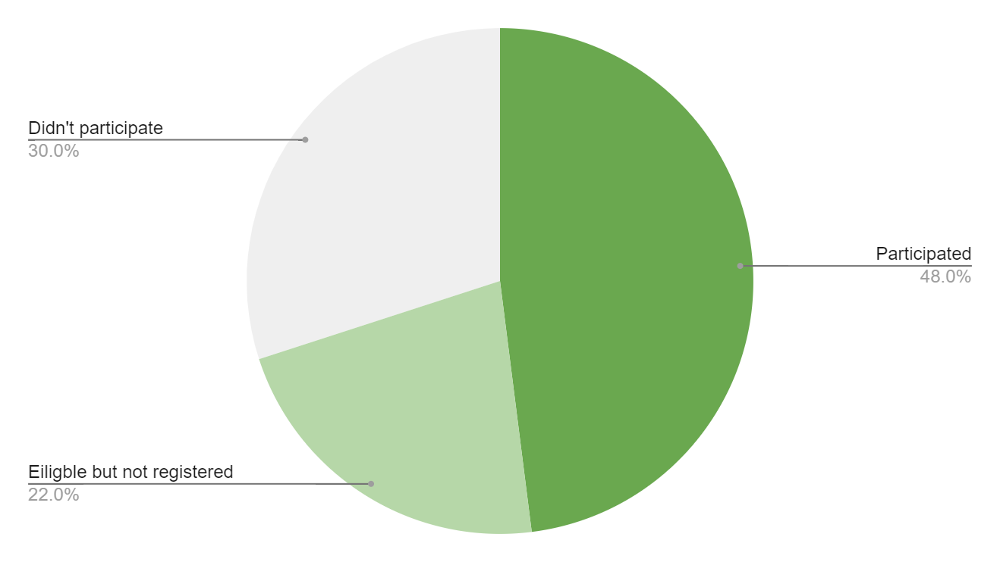 Didn't participate
30.0%
Participated
48.0%
Eiligble but not registered
22.0%